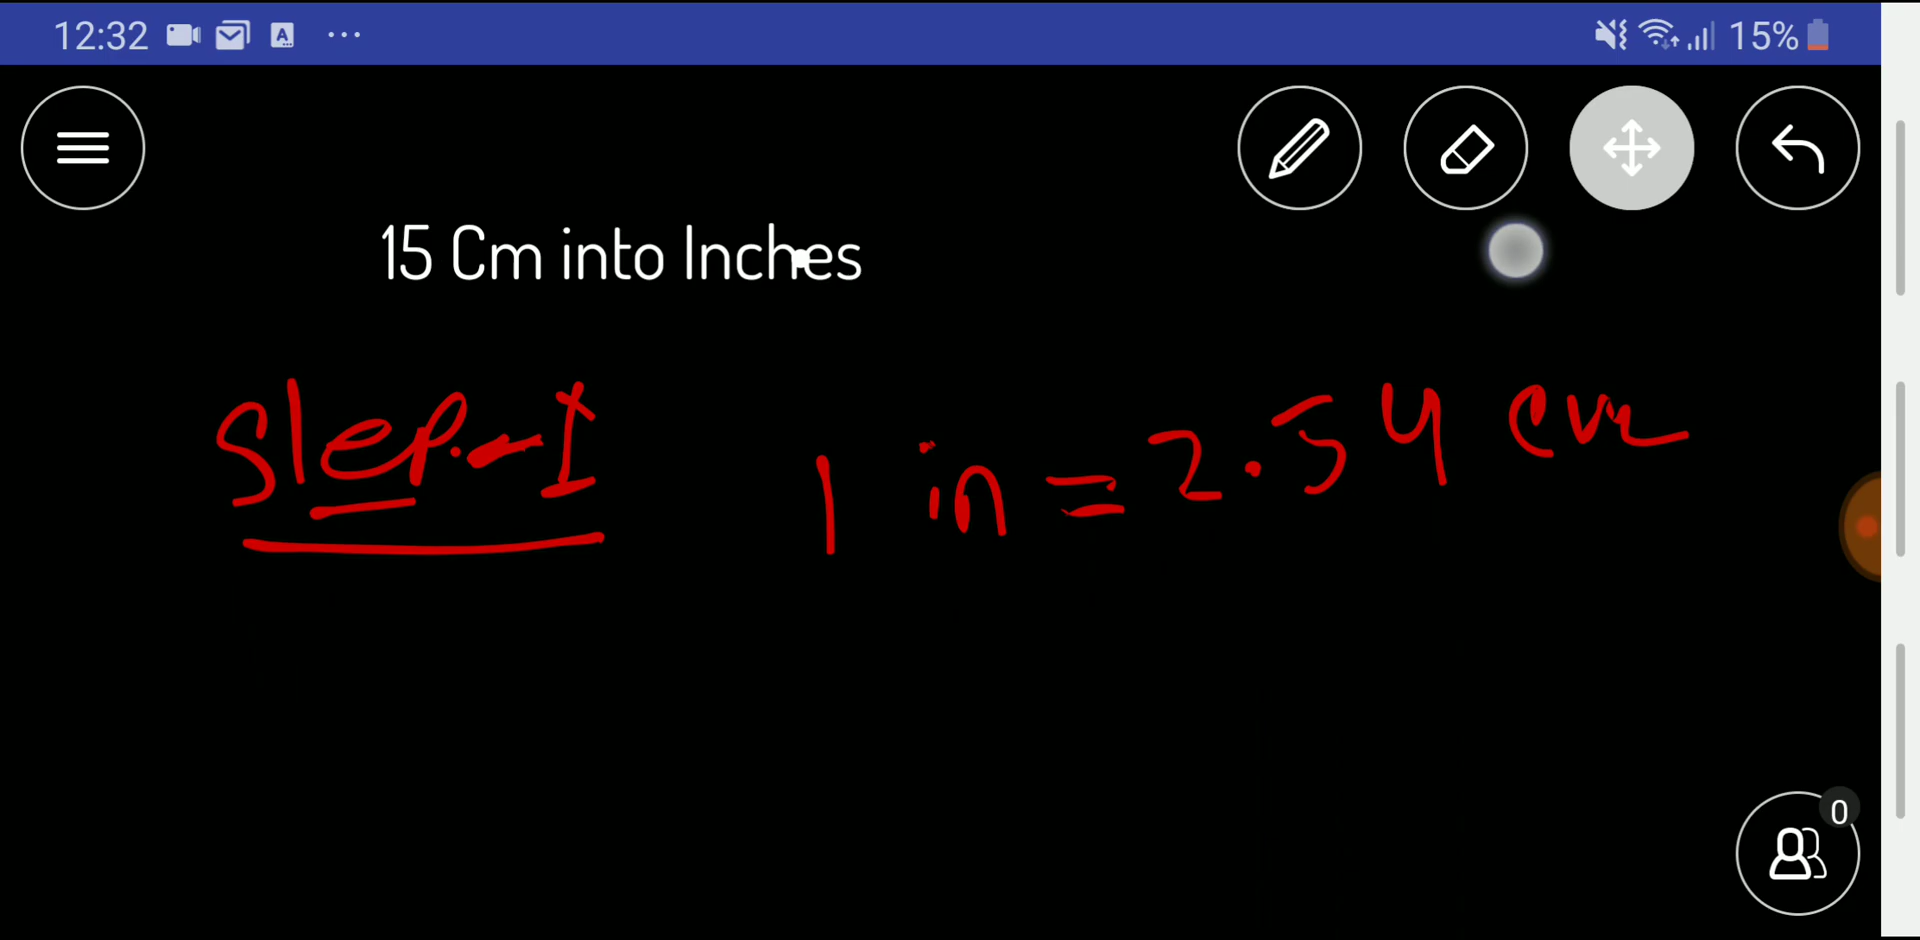 12:32 15%
15 Cm into Inches
Step-I 1 in = 2.54 cm
0